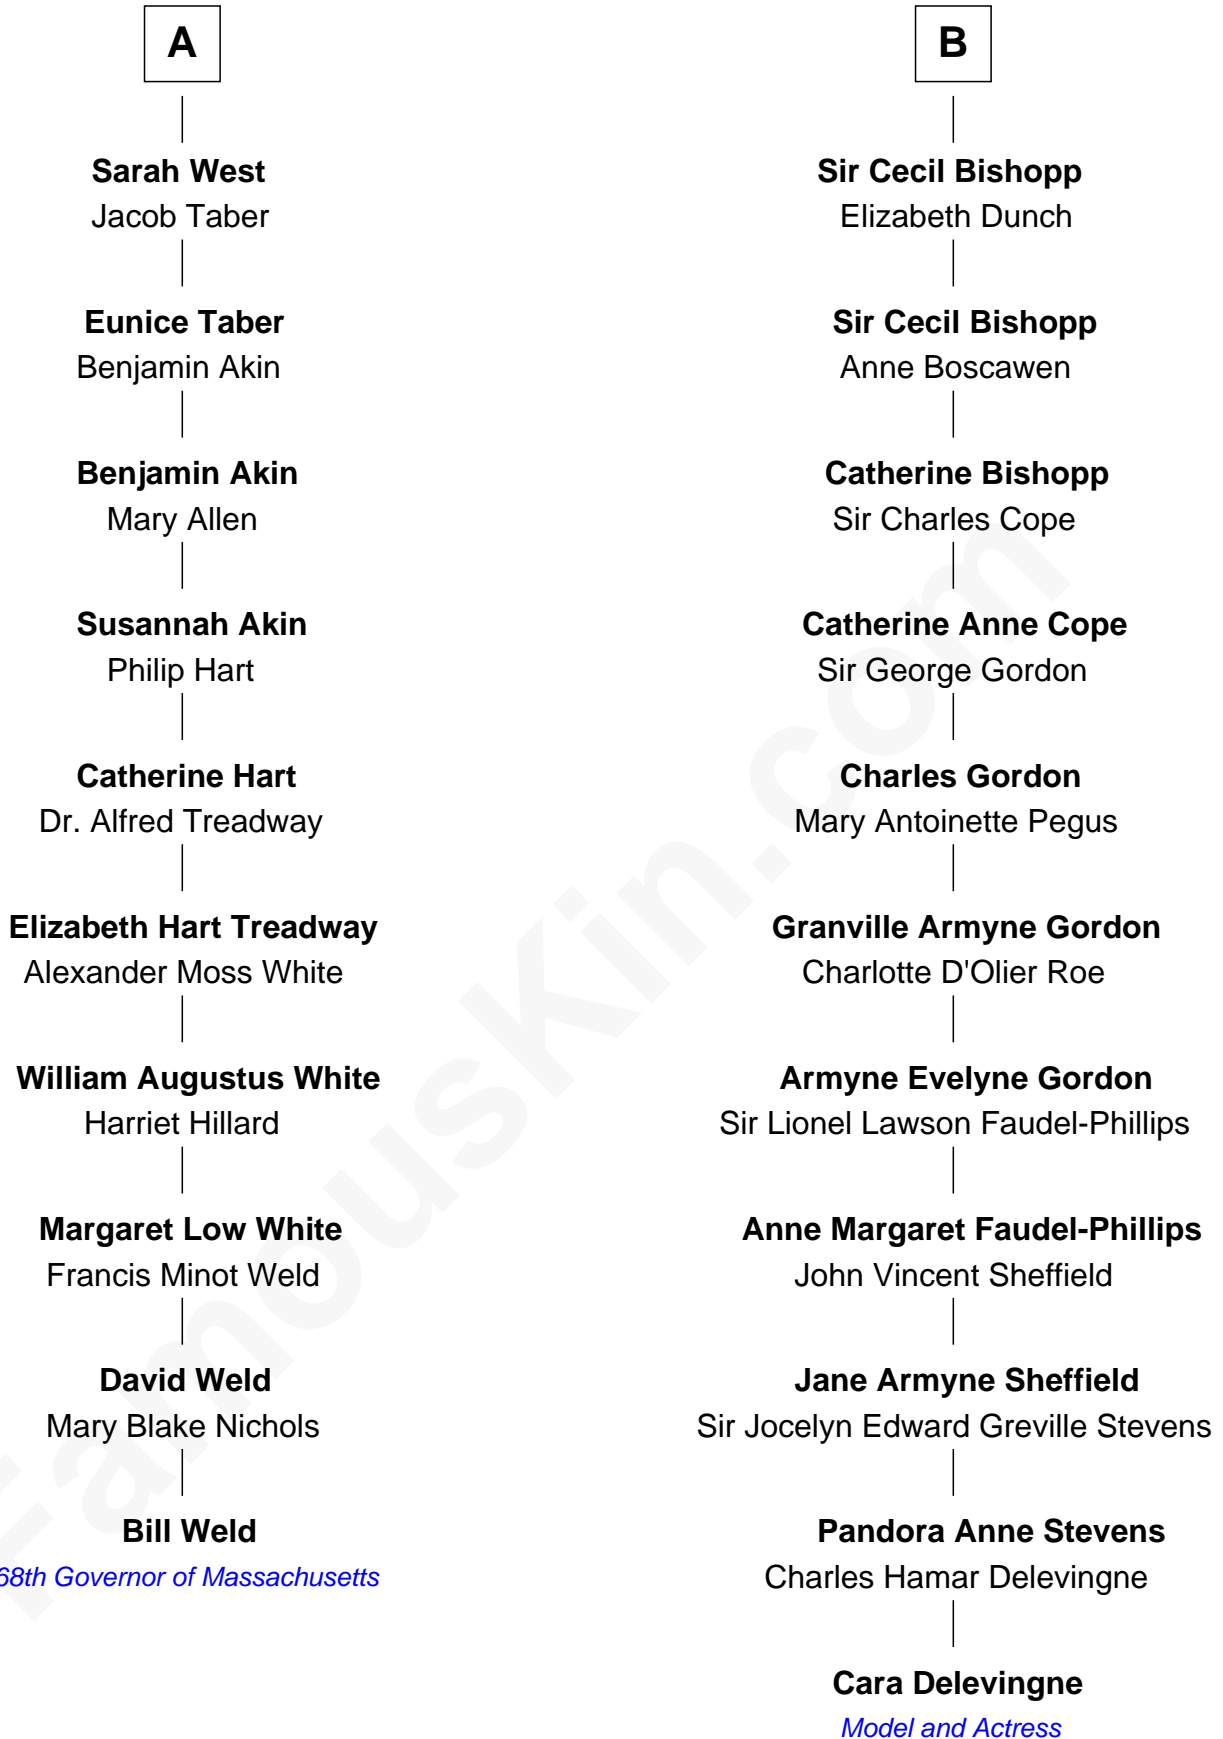 A
Sarah West
Jacob Taber
Eunice Taber
Benjamin Akin
Benjamin Akin
Mary Allen
Susannah Akin
Philip Hart
Catherine Hart
Dr. Alfred Treadway
Elizabeth Hart Treadway
Alexander Moss White
William Augustus White
Harriet Hillard
Margaret Low White
Francis Minot Weld
David Weld
Mary Blake Nichols
Bill Weld
68th Governor of Massachusetts
B
Sir Cecil Bishopp
Elizabeth Dunch
Sir Cecil Bishopp
Anne Boscawen
Catherine Bishopp
Sir Charles Cope
Catherine Anne Cope
Sir George Gordon
Charles Gordon
Mary Antoinette Pegus
Granville Armyne Gordon
Charlotte D'Olier Roe
Armyne Evelyne Gordon
Sir Lionel Lawson Faudel-Phillips
Anne Margaret Faudel-Phillips
John Vincent Sheffield
Jane Armyne Sheffield
Sir Jocelyn Edward Greville Stevens
Pandora Anne Stevens
Charles Hamar Delevingne
Cara Delevingne
Model and Actress
FamousKin.com